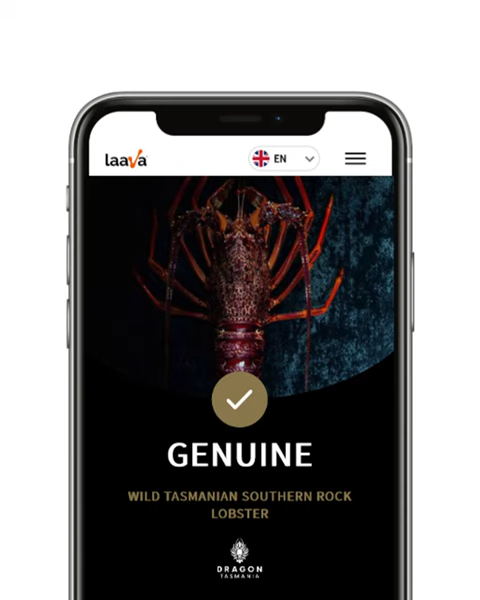 laava
EN
GENUINE
WILD TASMANIAN SOUTHERN ROCK
LOBSTER
DRAGON
TASMANIA